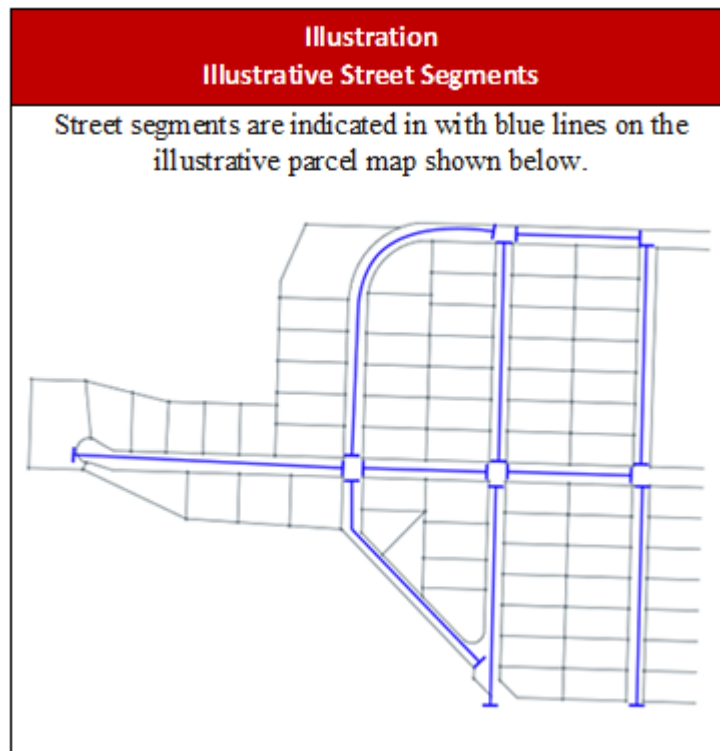 Illustration
Illustrative Street Segments
Street segments are indicated in with blue lines on the
illustrative parcel map shown below.